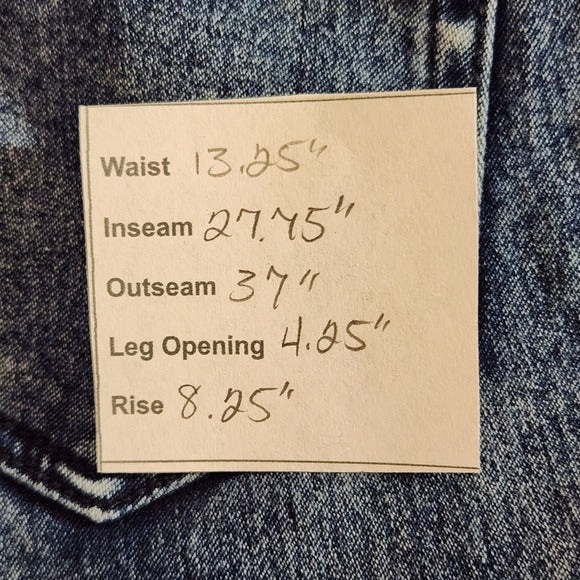 Waist 13.25"
Inseam 27.75"
Outseam 37"
Leg Opening 4.25"
Rise 8.25"